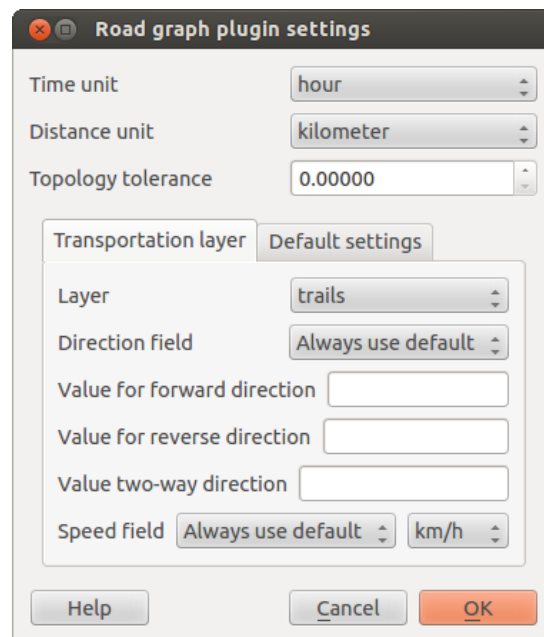 Road graph plugin settings
Time unit hour
Distance unit kilometer
Topology tolerance 0.00000
Transportation layer Default settings
Layer trails
Direction field Always use default
Value for forward direction
Value for reverse direction
Value two-way direction
Speed field Always use default km/h
Help Cancel OK